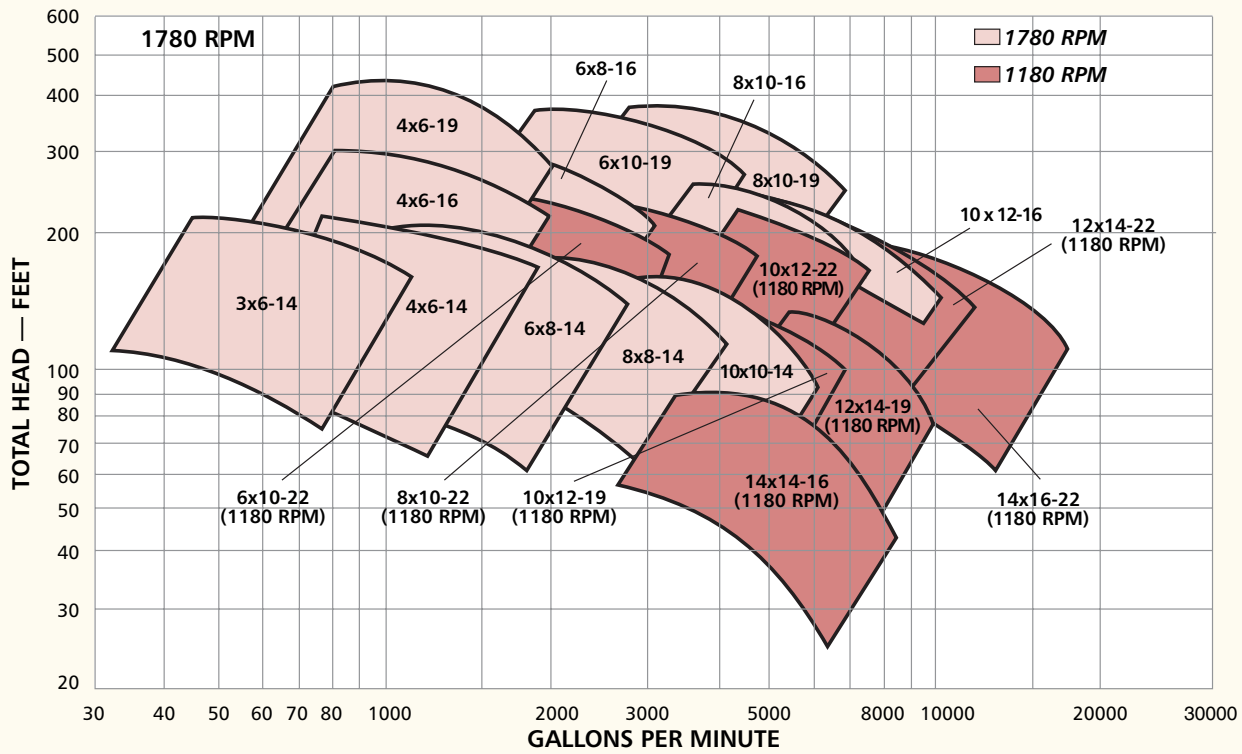 600
500
400
300
200
100
90
80
70
60
50
40
30
20
TOTAL HEAD — FEET
1780 RPM
1780 RPM
1180 RPM
6x8-16
8x10-16
4x6-19
6x10-19
8x10-19
4x6-16
10 x 12-16
12x14-22
(1180 RPM)
10x12-22
(1180 RPM)
3x6-14
4x6-14
6x8-14
8x8-14
10x10-14
12x14-19
(1180 RPM)
14x14-16
(1180 RPM)
6x10-22
(1180 RPM)
8x10-22
(1180 RPM)
10x12-19
(1180 RPM)
14x16-22
(1180 RPM)
30 40 50 60 70 80 1000 2000 3000 5000 8000 10000 20000 30000
GALLONS PER MINUTE